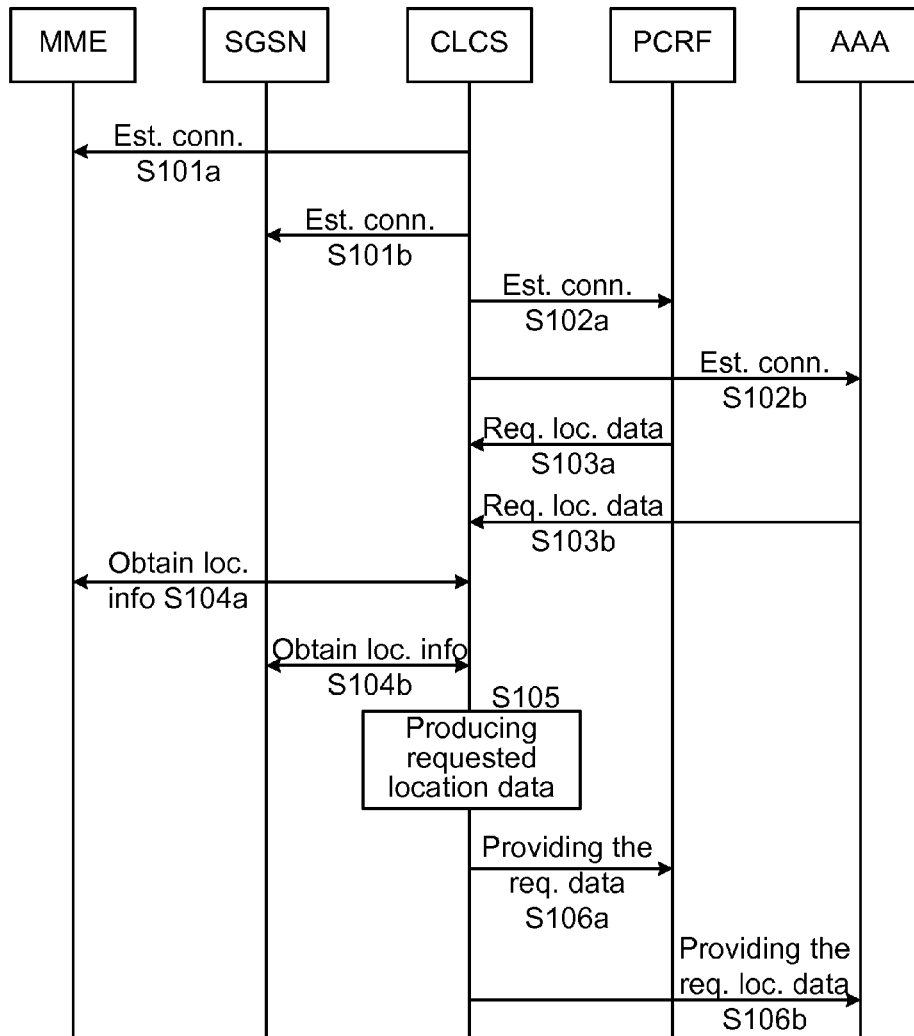 MME
SGSN
CLCS
PCRF
AAA
Est. conn.
S101a
Est. conn.
S101b
Est. conn.
S102a
Est. conn.
S102b
Req. loc. data
S103a
Req. loc. data
S103b
Obtain loc.
info S104a
Obtain loc. info
S104b
S105
Producing
requested
location data
Providing the
req. data
S106a
Providing the
req. loc. data
S106b